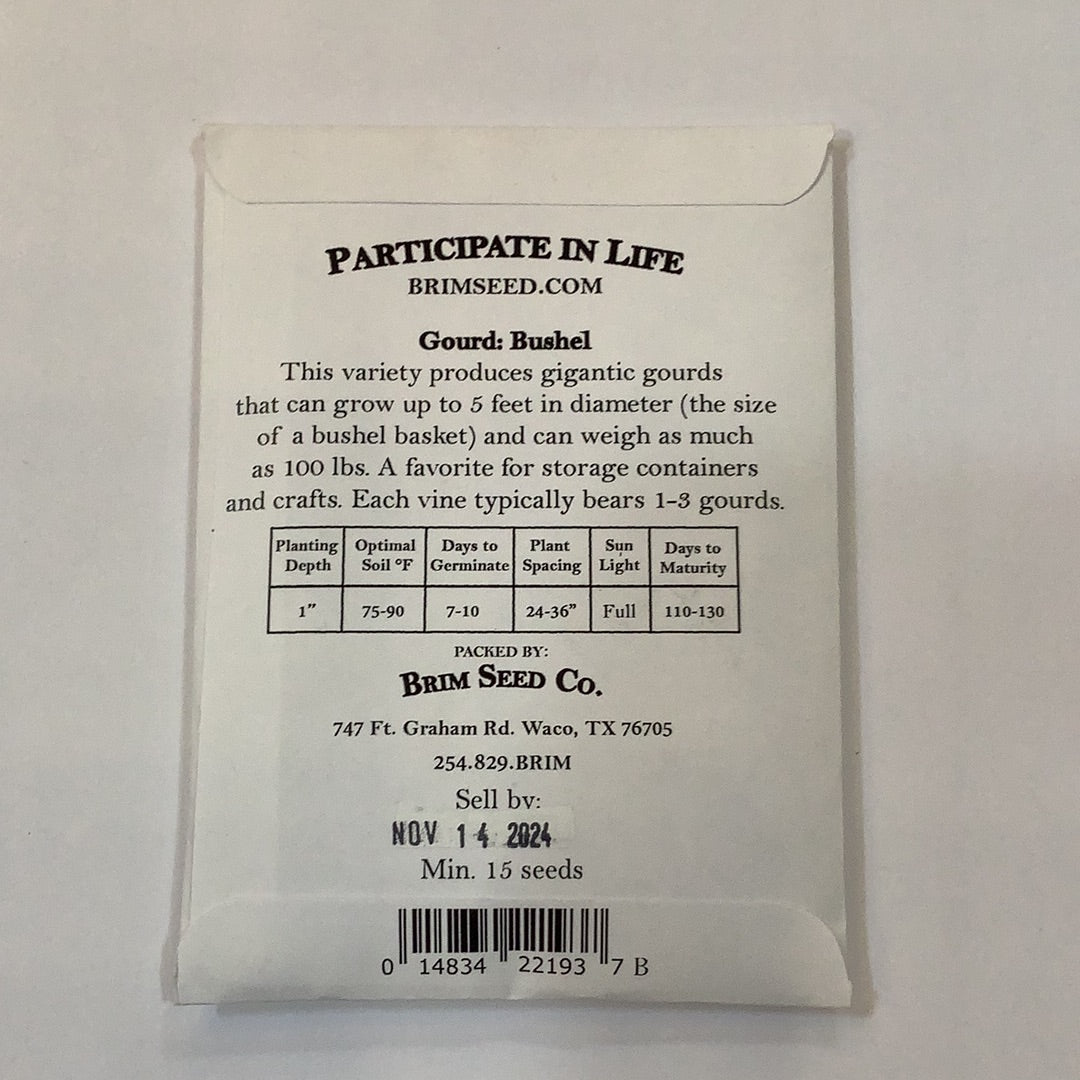 PARTICIPATE IN LIFE
BRIMSEED.COM
Gourd: Bushel
This variety produces gigantic gourds
that can grow up to 5 feet in diameter (the size
of a bushel basket) and can weigh as much
as 100 lbs. A favorite for storage containers
and crafts. Each vine typically bears 1-3 gourds.
Planting Depth Optimal Soil °F Days to Germinate Plant Spacing Sun Light Days to Maturity
1" 75-90 7-10 24-36" Full 110-130
PACKED BY:
BRIM SEED CO.
747 Ft. Graham Rd. Waco, TX 76705
254.829.BRIM
Sell by:
NOV 14 2024
Min. 15 seeds
0 14834 22193 7 B